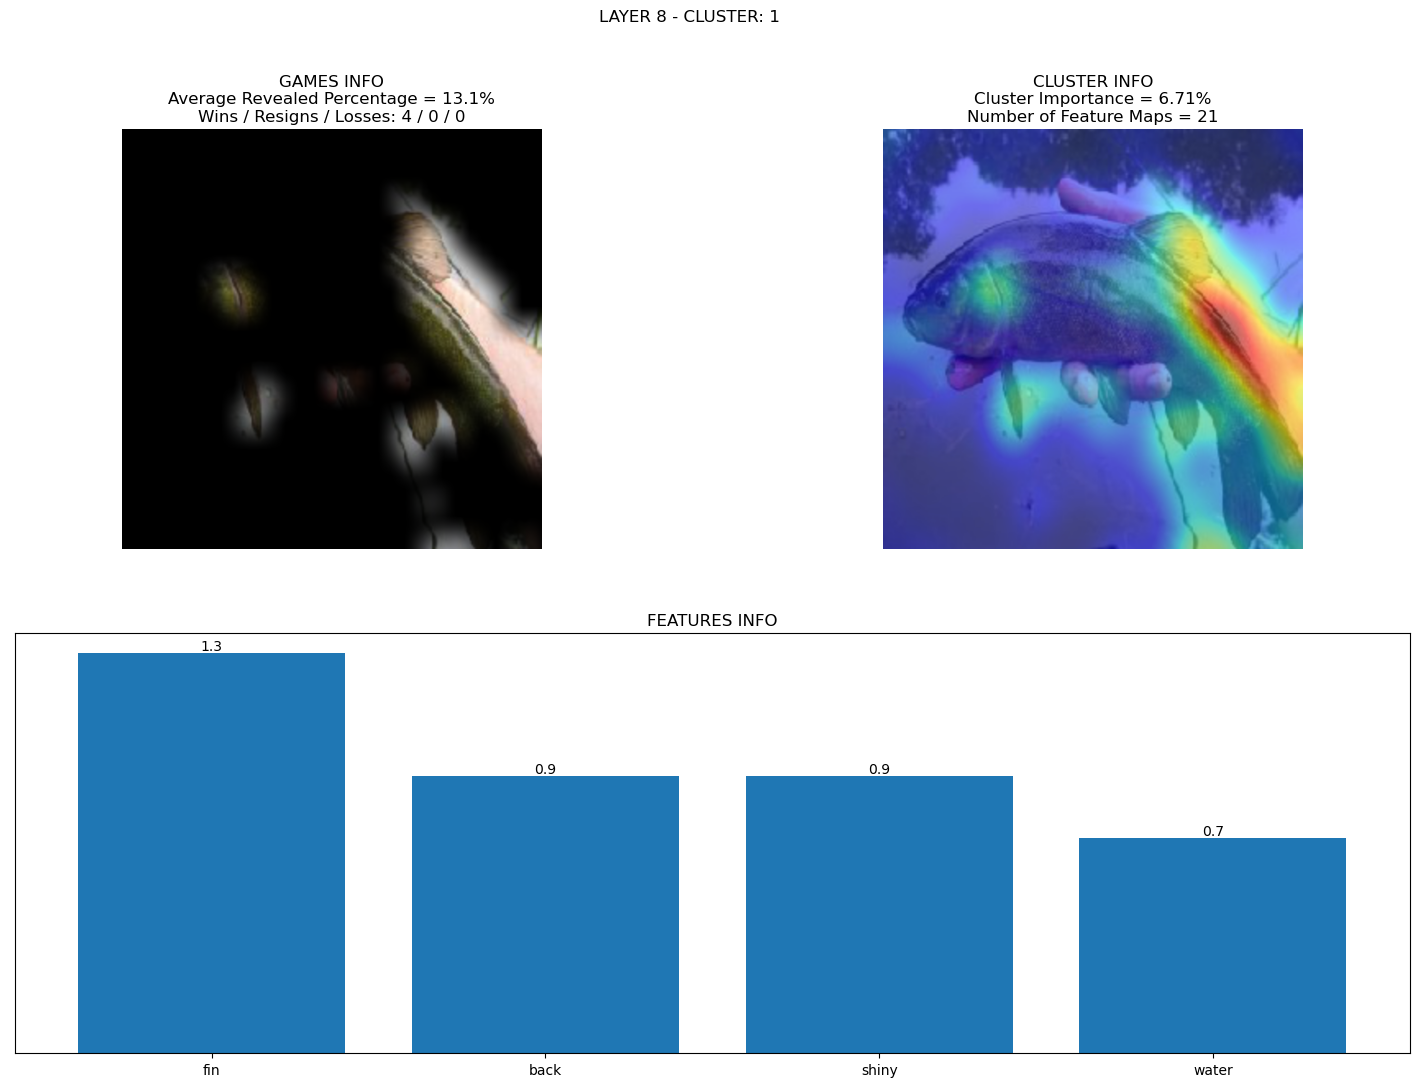 LAYER 8 - CLUSTER: 1
GAMES INFO
Average Revealed Percentage = 13.1%
Wins / Resigns / Losses: 4 / 0 / 0
CLUSTER INFO
Cluster Importance = 6.71%
Number of Feature Maps = 21
FEATURES INFO
1.3
0.9
0.9
0.7
fin
back
shiny
water